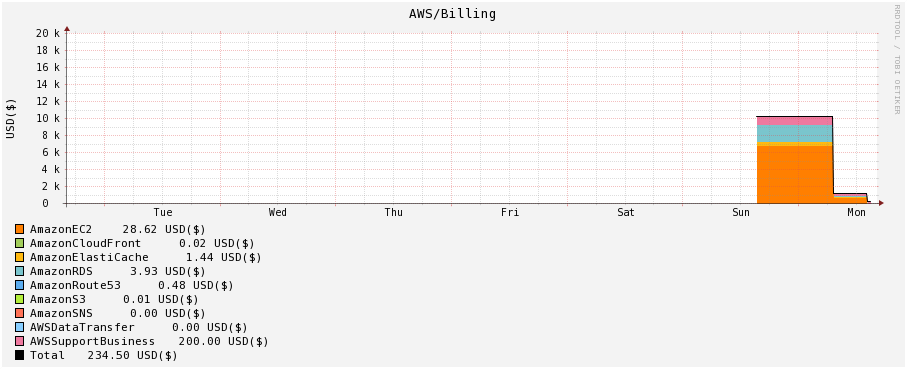 AWS/Billing
RRDTOOL / TOBI OETIKER
USD($)
20 k
18 k
16 k
14 k
12 k
10 k
8 k
6 k
4 k
2 k
0
Tue Wed Thu Fri Sat Sun Mon
AmazonEC2 28.62 USD($)
AmazonCloudFront 0.02 USD($)
AmazonElastiCache 1.44 USD($)
AmazonRDS 3.93 USD($)
AmazonRoute53 0.48 USD($)
AmazonS3 0.01 USD($)
AmazonSNS 0.00 USD($)
AWSDataTransfer 0.00 USD($)
AWSSupportBusiness 200.00 USD($)
Total 234.50 USD($)